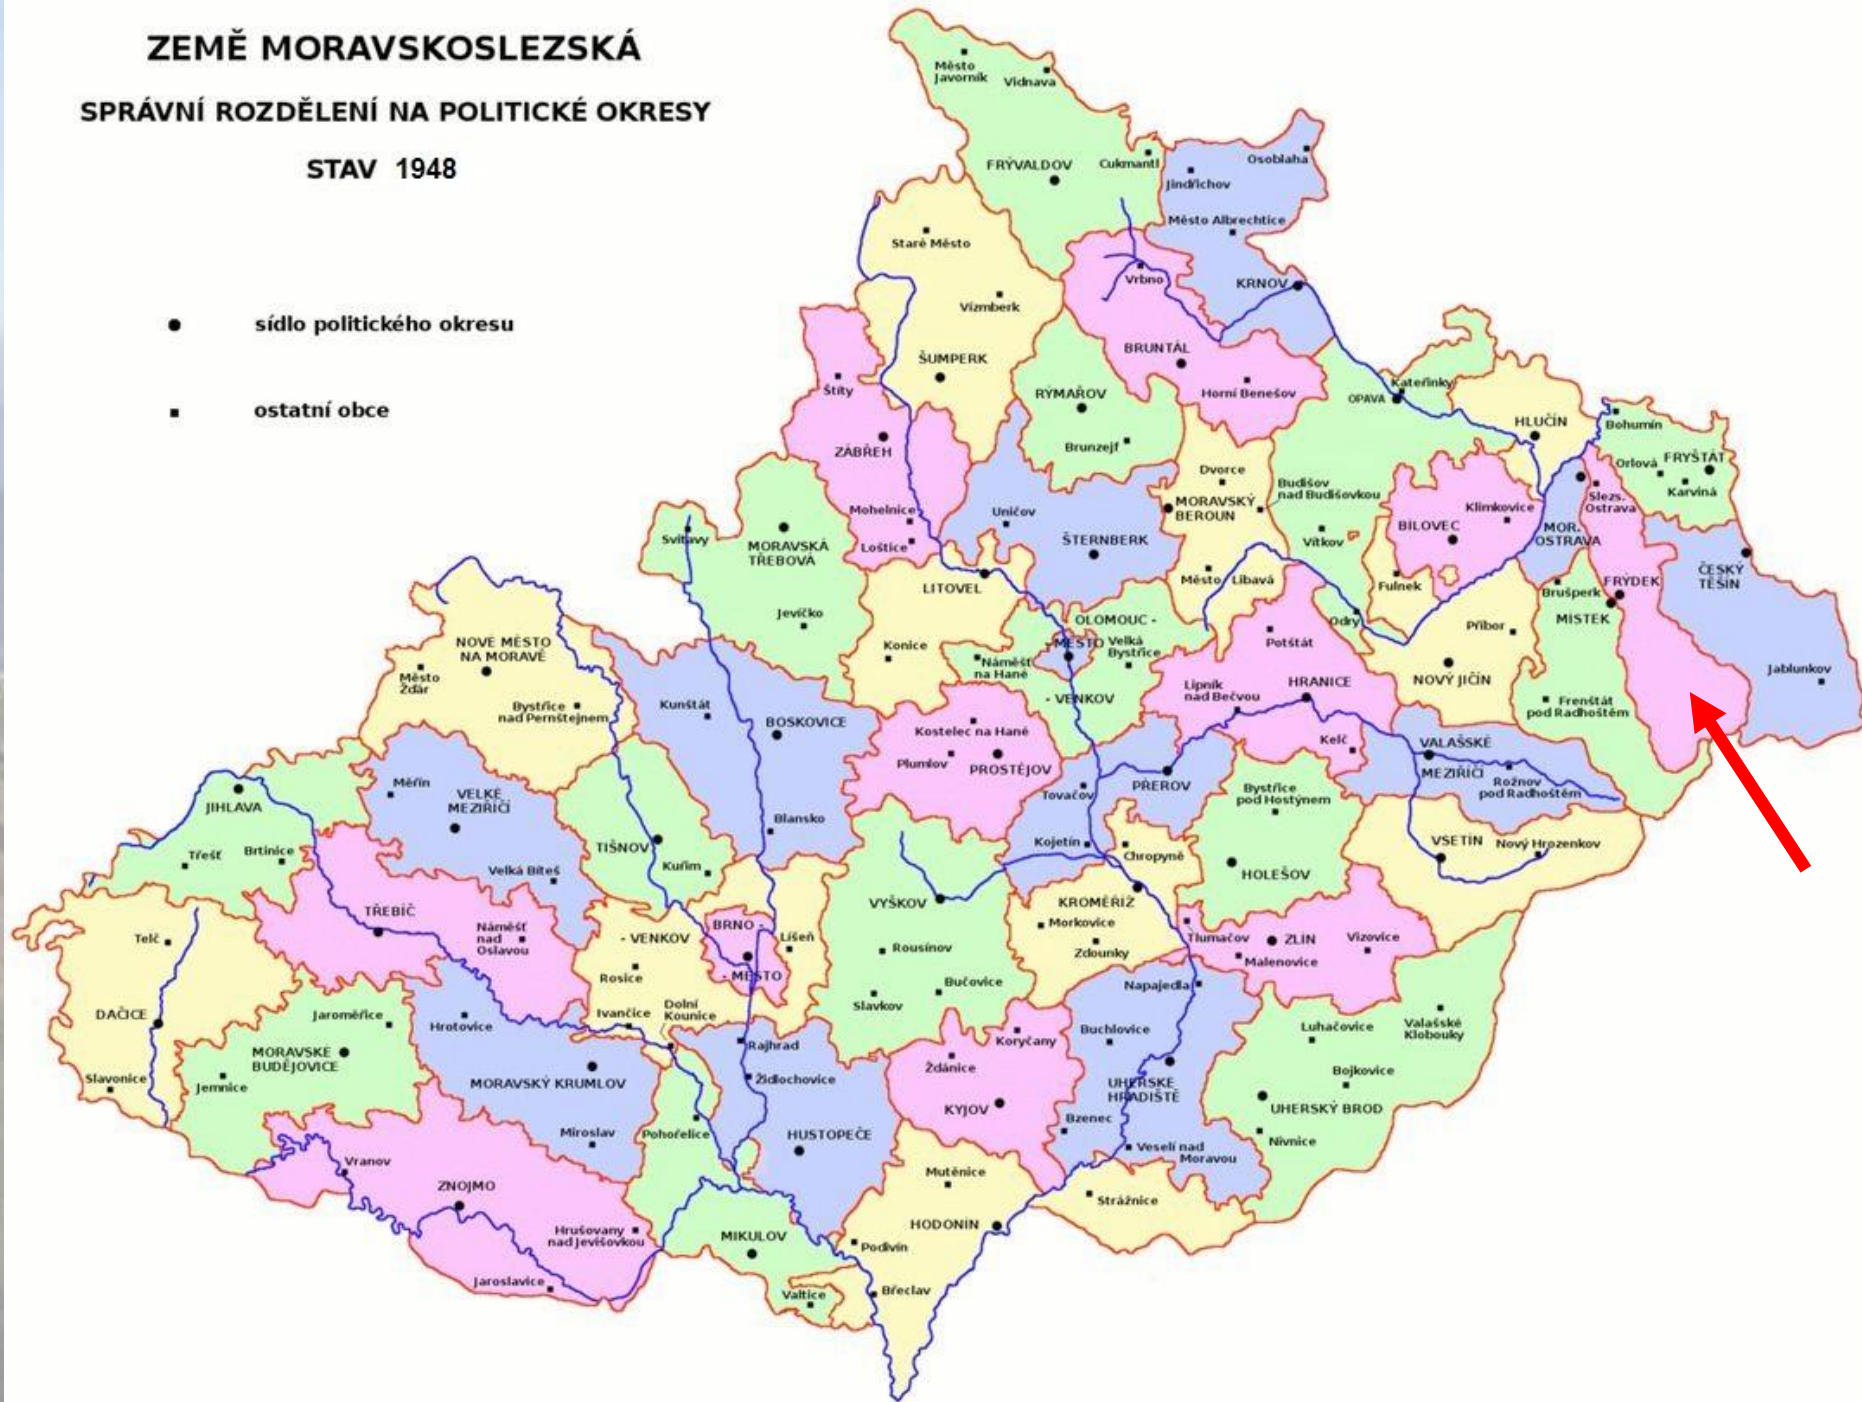 ZEMĚ MORAVSKOSLEZSKÁ
SPRÁVNÍ ROZDĚLENÍ NA POLITICKÉ OKRESY
STAV 1948
sídlo politického okresu
ostatní obce
Město
Javorník
Vidnava
FRÝVALDOV
Cukmantl
Osoblaha
Jindřichov
Město Albrechtice
KRNOV
Staré Město
Vízmberk
ŠUMPERK
Vrbno
BRUNTÁL
Horní Benešov
RÝMAŘOV
Brunzejf
Štíty
ZÁBŘEH
Mohelnice
Loštice
Kateřinky
OPAVA
HLUČÍN
Bohumín
Orlová
FRYŠTÁT
Karviná
Slezs.
Ostrava
Klimkovice
BÍLOVEC
MOR.
OSTRAVA
Dvorce
MORAVSKÝ
BEROUN
Budišov
nad Budišovkou
Vítkov
Město Libavá
Uničov
ŠTERNBERK
Svitavy
MORAVSKÁ
TŘEBOVÁ
Jevíčko
LITOVEL
Konice
Náměšť
na Hané
OLOMOUC -
- MĚSTO
Velká
Bystřice
- VENKOV
Fulnek
Odry
Příbor
NOVÝ JIČÍN
Brušperk
MÍSTEK
FRÝDEK
ČESKÝ
TĚŠÍN
Jablunkov
Frenštát
pod Radhoštěm
Potštát
Lipník
nad Bečvou
HRANICE
Kelč
VALAŠSKÉ
MEZIŘÍČÍ
Rožnov
pod Radhoštěm
NOVÉ MĚSTO
NA MORAVĚ
Město
Žďár
Bystřice
nad Pernštejnem
Kunštát
BOSKOVICE
Blansko
Kostelec na Hané
Plumlov
PROSTĚJOV
Tovačov
PŘEROV
Kojetín
Chropyně
Bystřice
pod Hostýnem
HOLEŠOV
VSETÍN
Nový Hrozenkov
JIHLAVA
Třešť
Brtinice
Měřín
VELKÉ
MEZIŘÍČÍ
Velká Bíteš
TIŠNOV
Kuřim
VYŠKOV
Rousínov
Bučovice
Slavkov
KROMĚŘÍŽ
Morkovice
Zdounky
Tlumačov
ZLÍN
Malenovice
Vizovice
Telč
DAČICE
Slavonice
TŘEBÍČ
Náměšť
nad
Oslavou
- VENKOV
Rosice
Ivančice
BRNO -
- MĚSTO
Líšeň
Dolní
Kounice
Jaroměřice
MORAVSKÉ
BUDĚJOVICE
Jemnice
Hrotovice
MORAVSKÝ KRUMLOV
Miroslav
Rajhrad
Židlochovice
HUSTOPEČE
Pohořelice
Ždánice
Koryčany
KYJOV
Napajedla
Buchlovice
UHERSKÉ
HRADIŠTĚ
Bzenec
Veselí nad
Moravou
Luhačovice
Valašské
Klobouky
Bojkovice
UHERSKÝ BROD
Nivnice
Vranov
ZNOJMO
Hrušovany
nad Jevišovkou
Jaroslavice
MIKULOV
Valtice
Mutěnice
HODONÍN
Podivín
Břeclav
Strážnice